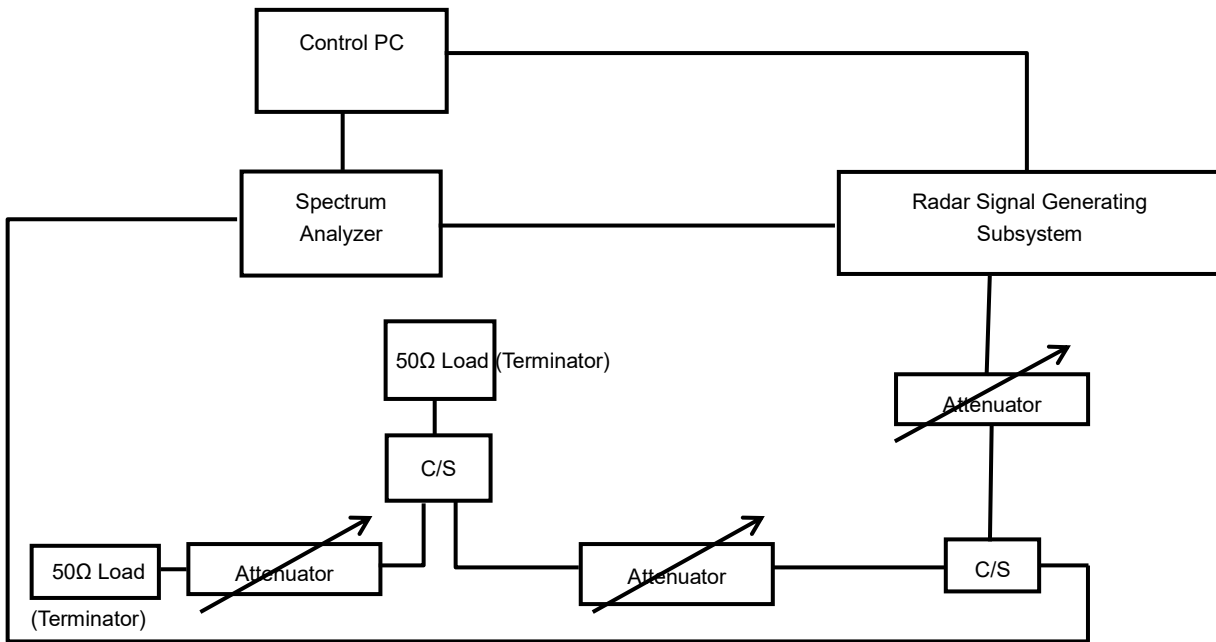 Control PC
Spectrum
Analyzer
Radar Signal Generating
Subsystem
50Ω Load (Terminator)
Attenuator
C/S
50Ω Load
(Terminator)
Attenuator
Attenuator
C/S